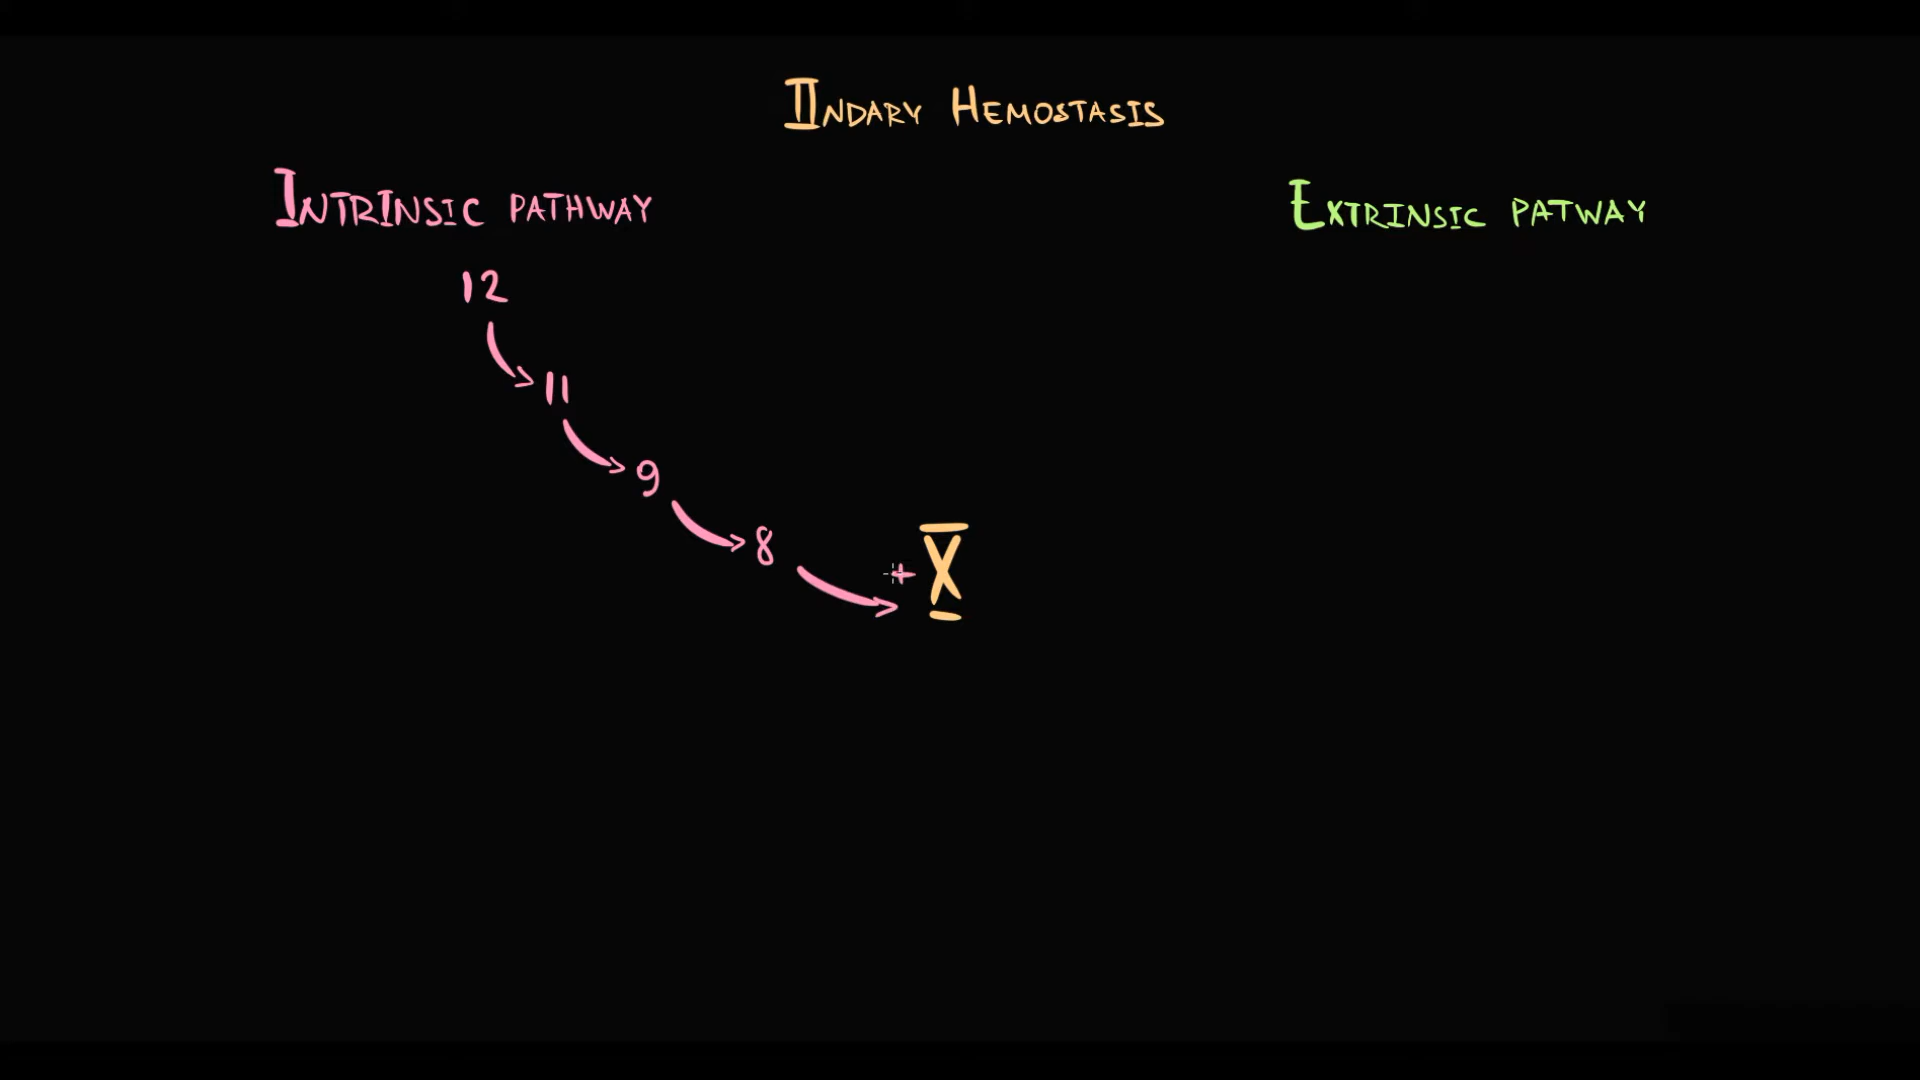 IIndary Hemostasis
Intrinsic pathway
Extrinsic patway
12
11
9
8
+ X